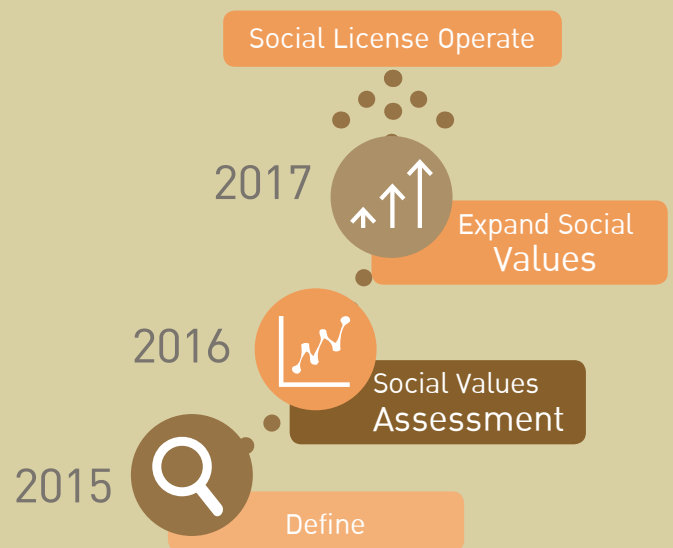 Social License Operate
2017
Expand Social
Values
2016
Social Values
Assessment
2015
Define